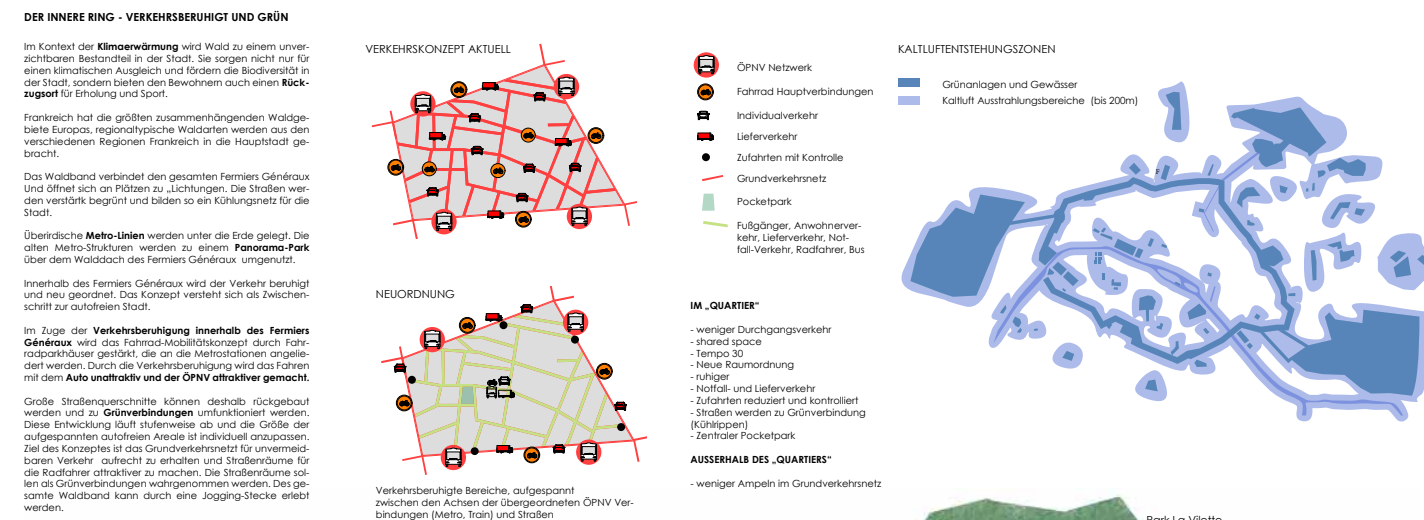 DER INNERE RING - VERKEHRSBERUHIGT UND GRÜN
Im Kontext der Klimaerwärmung wird Wald zu einem unver-
zichtbaren Bestandteil in der Stadt. Sie sorgen nicht nur für
einen klimatischen Ausgleich und fördern die Biodiversität in
der Stadt, sondern bieten den Bewohnern auch einen Rück-
zugsort für Erholung und Sport.
Frankreich hat die größten zusammenhängenden Waldge-
biete Europas, regionaltypische Waldarten werden aus den
verschiedenen Regionen Frankreich in die Hauptstadt ge-
bracht.
Das Waldband verbindet den gesamten Fermiers Généraux
Und öffnet sich an Plätzen zu „Lichtungen. Die Straßen wer-
den verstärkt begrünt und bilden so ein Kühlungsnetz für die
Stadt.
Überirdische Metro-Linien werden unter die Erde gelegt. Die
alten Metro-Strukturen werden zu einem Panorama-Park
über dem Walddach des Fermiers Généraux umgenutzt.
Innerhalb des Fermiers Généraux wird der Verkehr beruhigt
und neu geordnet. Das Konzept versteht sich als Zwischen-
schritt zur autofreien Stadt.
Im Zuge der Verkehrsberuhigung innerhalb des Fermiers
Généraux wird das Fahrrad-Mobilitätskonzept durch Fahr-
radparkhäuser gestärkt, die an die Metrostationen angelie-
dert werden. Durch die Verkehrsberuhigung wird das Fahren
mit dem Auto unattraktiv und der ÖPNV attraktiver gemacht.
Große Straßenquerschnitte können deshalb rückgebaut
werden und zu Grünverbindungen umfunktioniert werden.
Diese Entwicklung läuft stufenweise ab und die Größe der
aufgespannten autofreien Areale ist individuell anzupassen.
Ziel des Konzeptes ist das Grundverkehrsnetzt für unvermeid-
baren Verkehr aufrecht zu erhalten und Straßenräume für
die Radfahrer attraktiver zu machen. Die Straßenräume sol-
len als Grünverbindungen wahrgenommen werden. Des ge-
samte Waldband kann durch eine Jogging-Stecke erlebt
werden.
VERKEHRSKONZEPT AKTUELL
NEUORDNUNG
Verkehrsberuhigte Bereiche, aufgespannt
zwischen den Achsen der übergeordneten ÖPNV Ver-
bindungen (Metro, Train) und Straßen
ÖPNV Netzwerk
Fahrrad Hauptverbindungen
Individualverkehr
Lieferverkehr
Zufahrten mit Kontrolle
Grundverkehrsnetz
Pocketpark
Fußgänger, Anwohnerver-
kehr, Lieferverkehr, Not-
fall-Verkehr, Radfahrer, Bus
IM „QUARTIER“
- weniger Durchgangsverkehr
- shared space
- Tempo 30
- Neue Raumordnung
- ruhiger
- Notfall- und Lieferverkehr
- Zufahrten reduziert und kontrolliert
- Straßen werden zu Grünverbindung
(Kühlrippen)
- Zentraler Pocketpark
AUSSERHALB DES „QUARTIERS“
- weniger Ampeln im Grundverkehrsnetz
KALTLUFTENTSTEHUNGSZONEN
Grünanlagen und Gewässer
Kaltluft Ausstrahlungsbereiche (bis 200m)
Park La Vilette